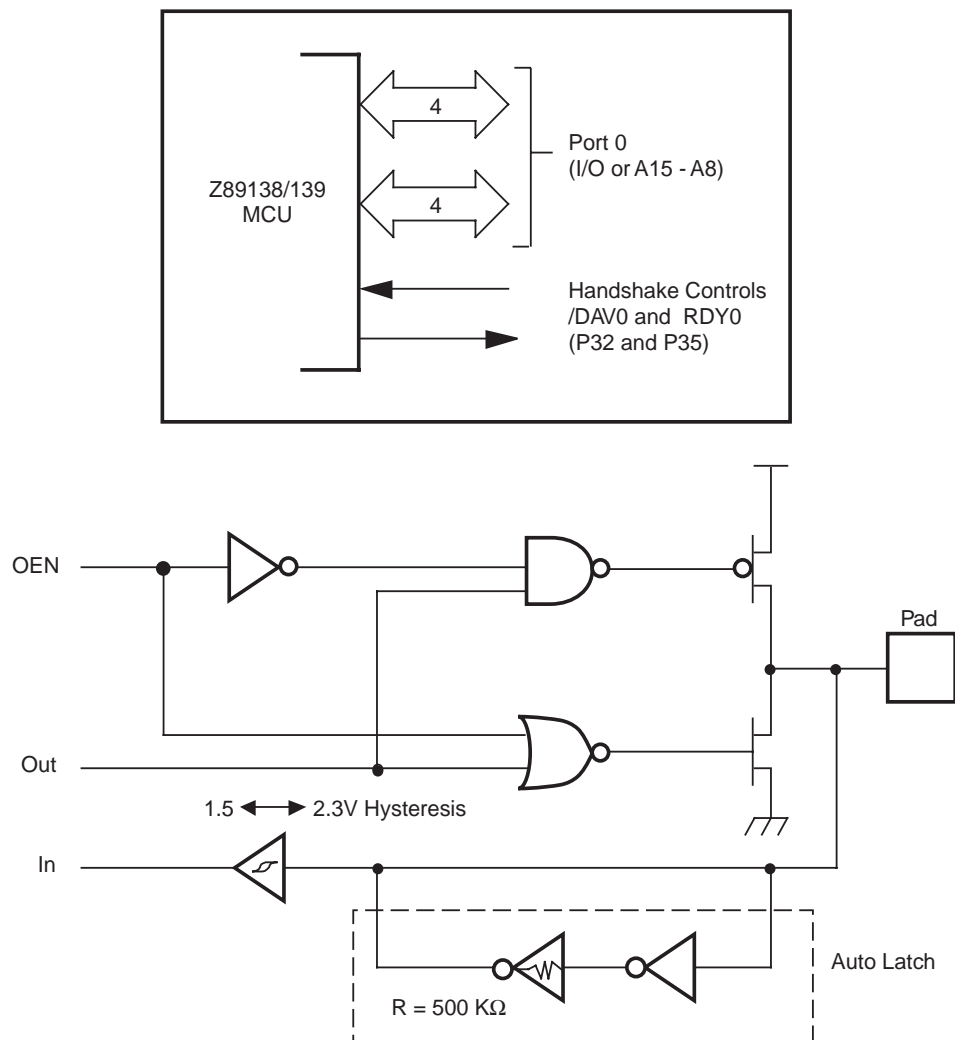 4
Z89138/139
MCU
4
Port 0
(I/O or A15 - A8)
Handshake Controls
/DAV0 and RDY0
(P32 and P35)
OEN
Pad
Out
1.5 2.3V Hysteresis
In
Auto Latch
R = 500 KΩ